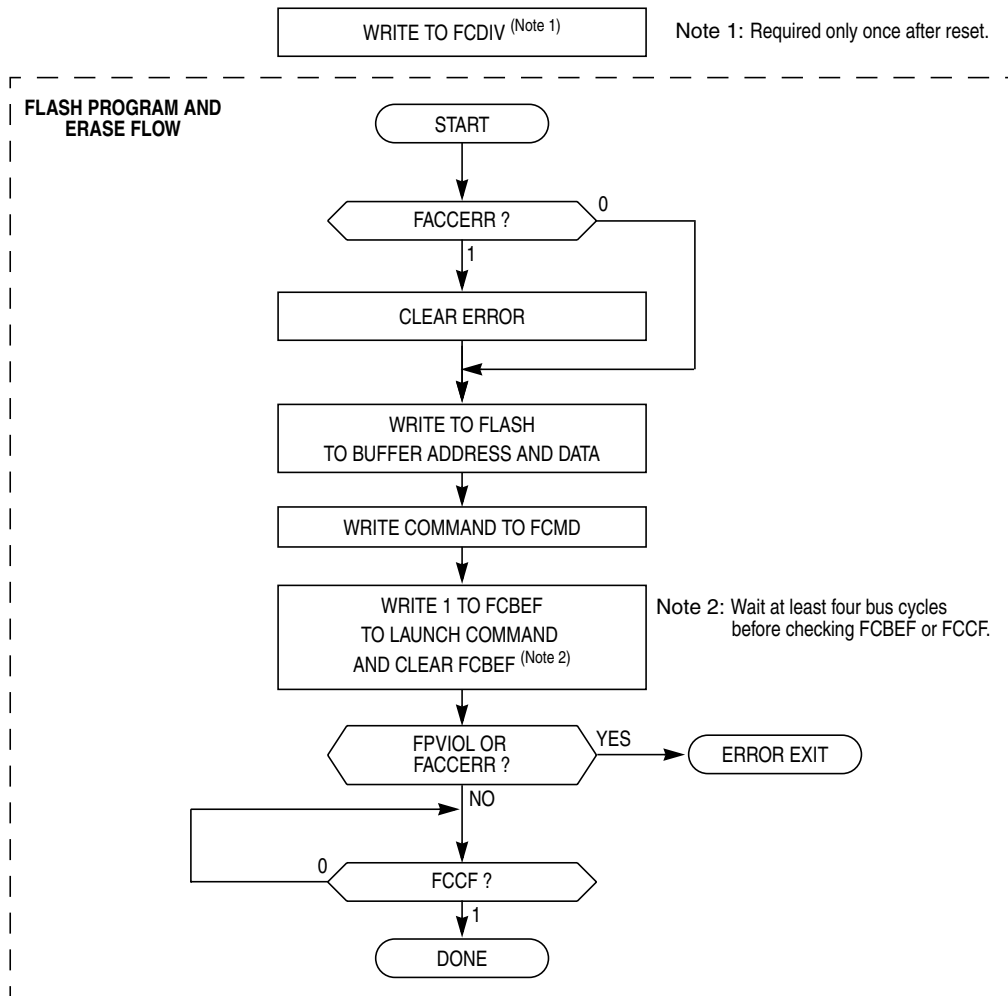 WRITE TO FCDIV (Note 1)
Note 1: Required only once after reset.
FLASH PROGRAM AND
ERASE FLOW
START
FACCERR ?
0
1
CLEAR ERROR
WRITE TO FLASH
TO BUFFER ADDRESS AND DATA
WRITE COMMAND TO FCMD
WRITE 1 TO FCBEF
TO LAUNCH COMMAND
AND CLEAR FCBEF (Note 2)
Note 2: Wait at least four bus cycles
before checking FCBEF or FCCF.
FPVIOL OR
FACCERR ?
YES
ERROR EXIT
NO
0
FCCF ?
1
DONE